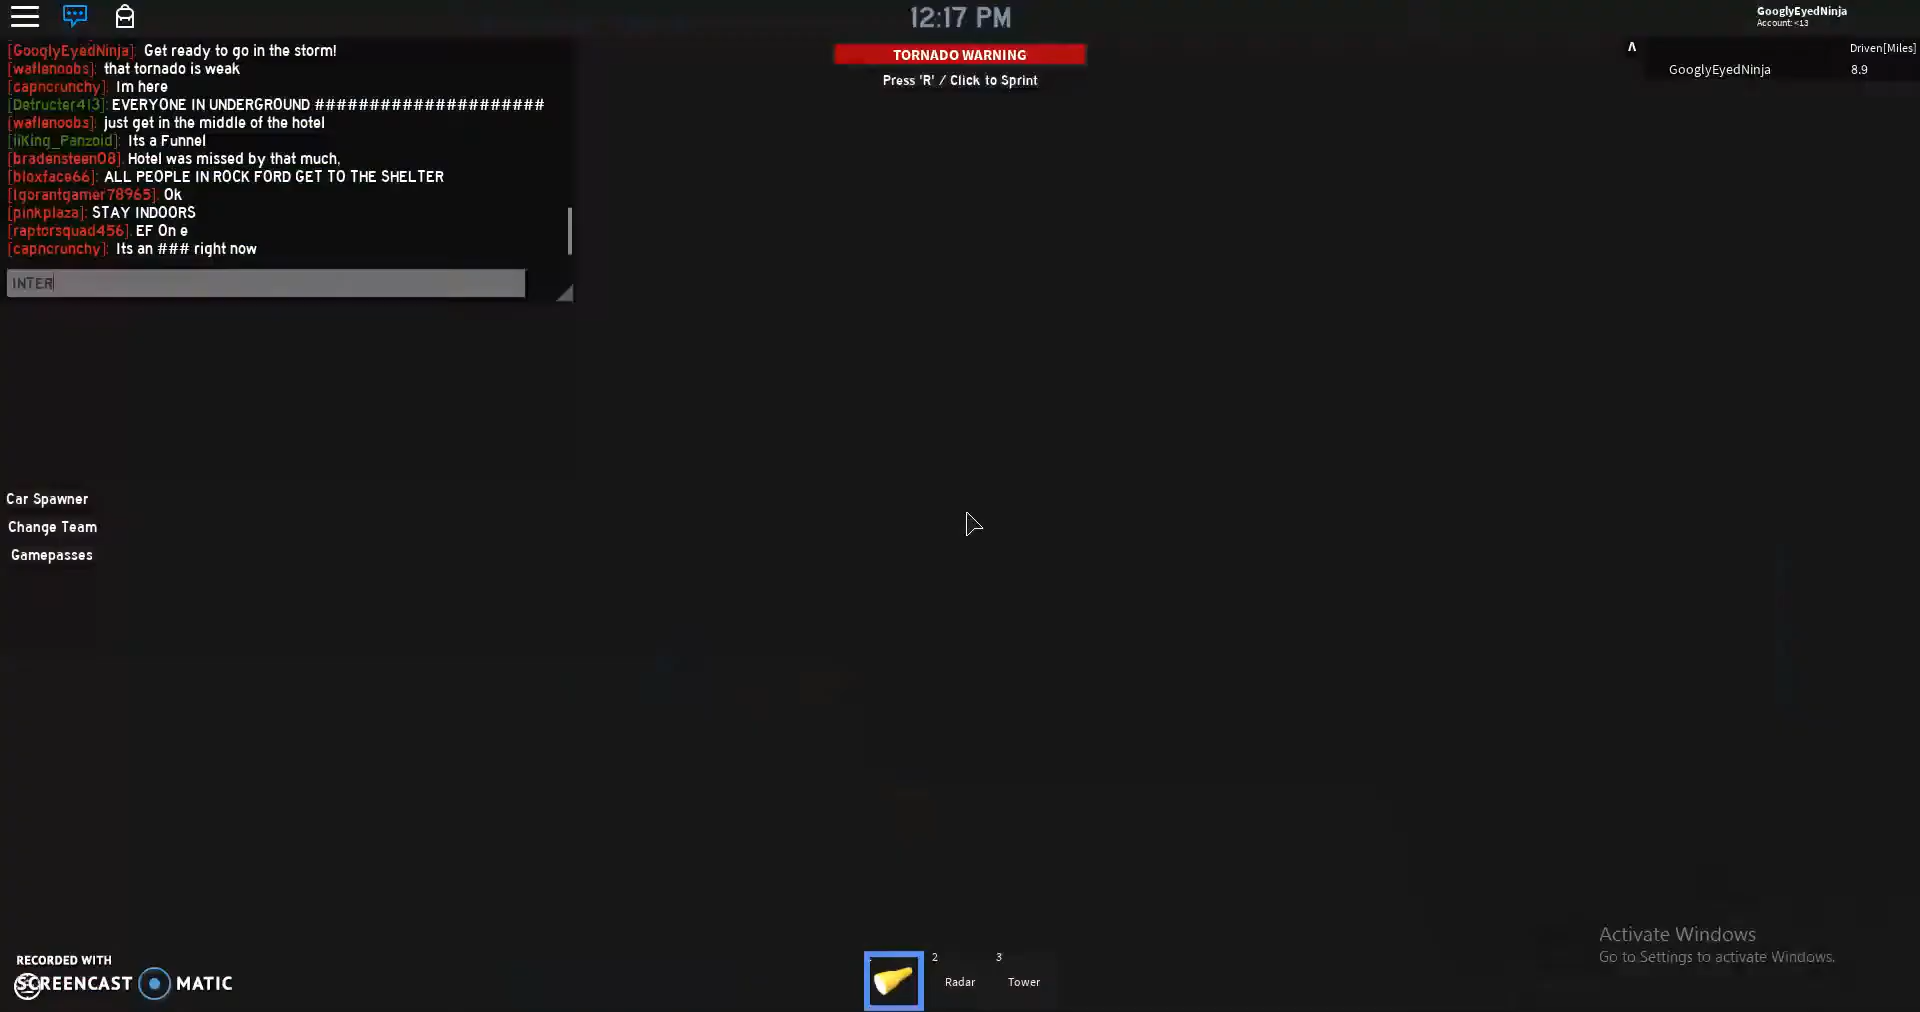 12:17 PM
GooglyEyedNinja
Account: <13
TORNADO WARNING
Press 'R' / Click to Sprint
Driven[Miles]
GooglyEyedNinja 8.9
[GooglyEyedNinja]: Get ready to go in the storm!
[waflenoobs]: that tornado is weak
[capncrunchy]: Im here
[Detructer413]: EVERYONE IN UNDERGROUND #####################
[waflenoobs]: just get in the middle of the hotel
[iiKing_Panzoid]: Its a Funnel
[bradensteen08]: Hotel was missed by that much,
[bloxface66]: ALL PEOPLE IN ROCK FORD GET TO THE SHELTER
[Igorantgamer78965]: Ok
[pinkplaza]: STAY INDOORS
[raptorsquad456]: EF On e
[capncrunchy]: Its an ### right now
INTER
Car Spawner
Change Team
Gamepasses
Activate Windows
Go to Settings to activate Windows.
RECORDED WITH
SCREENCAST MATIC
2 Radar
3 Tower